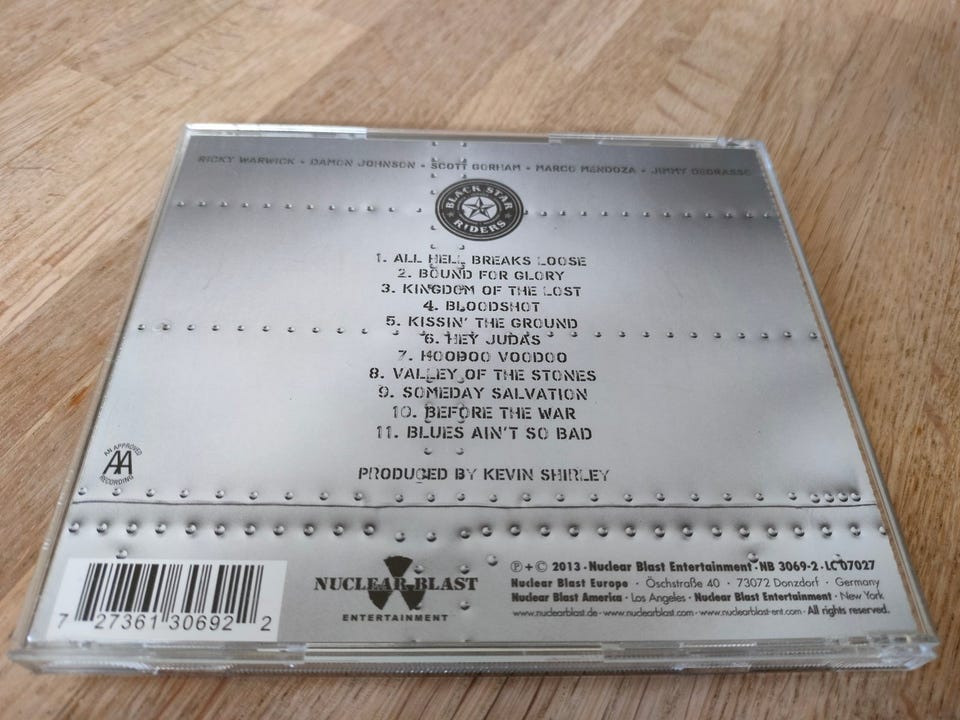 RICKY WARWICK • DAMON JOHNSON • SCOTT GORHAM • MARCO MENDOZA • JIMMY DEGRASSO
BLACK STAR
RIDERS
1. ALL HELL BREAKS LOOSE
2. BOUND FOR GLORY
3. KINGDOM OF THE LOST
4. BLOODSHOT
5. KISSIN' THE GROUND
6. HEY JUDAS
7. HOODOO VOODOO
8. VALLEY OF THE STONES
9. SOMEDAY SALVATION
10. BEFORE THE WAR
11. BLUES AIN'T SO BAD
PRODUCED BY KEVIN SHIRLEY
AN APPROVED
AA
RECORDING
7 27361 30692 2
NUCLEAR BLAST
ENTERTAINMENT
℗ + © 2013 · Nuclear Blast Entertainment · NB 3069-2 · LC 07027
Nuclear Blast Europe · Öschstraße 40 · 73072 Donzdorf · Germany
Nuclear Blast America · Los Angeles · Nuclear Blast Entertainment · New York
www.nuclearblast.de · www.nuclearblast.com · www.nuclearblast-ent.com · All rights reserved.